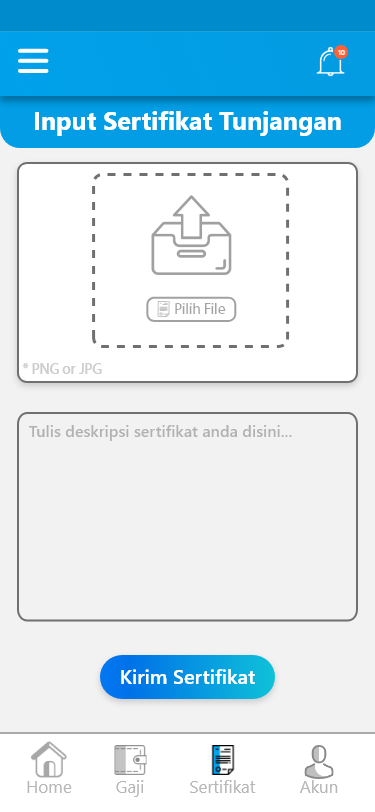 10
Input Sertifikat Tunjangan
Pilih File
* PNG or JPG
Tulis deskripsi sertifikat anda disini...
Kirim Sertifikat
Home Gaji Sertifikat Akun